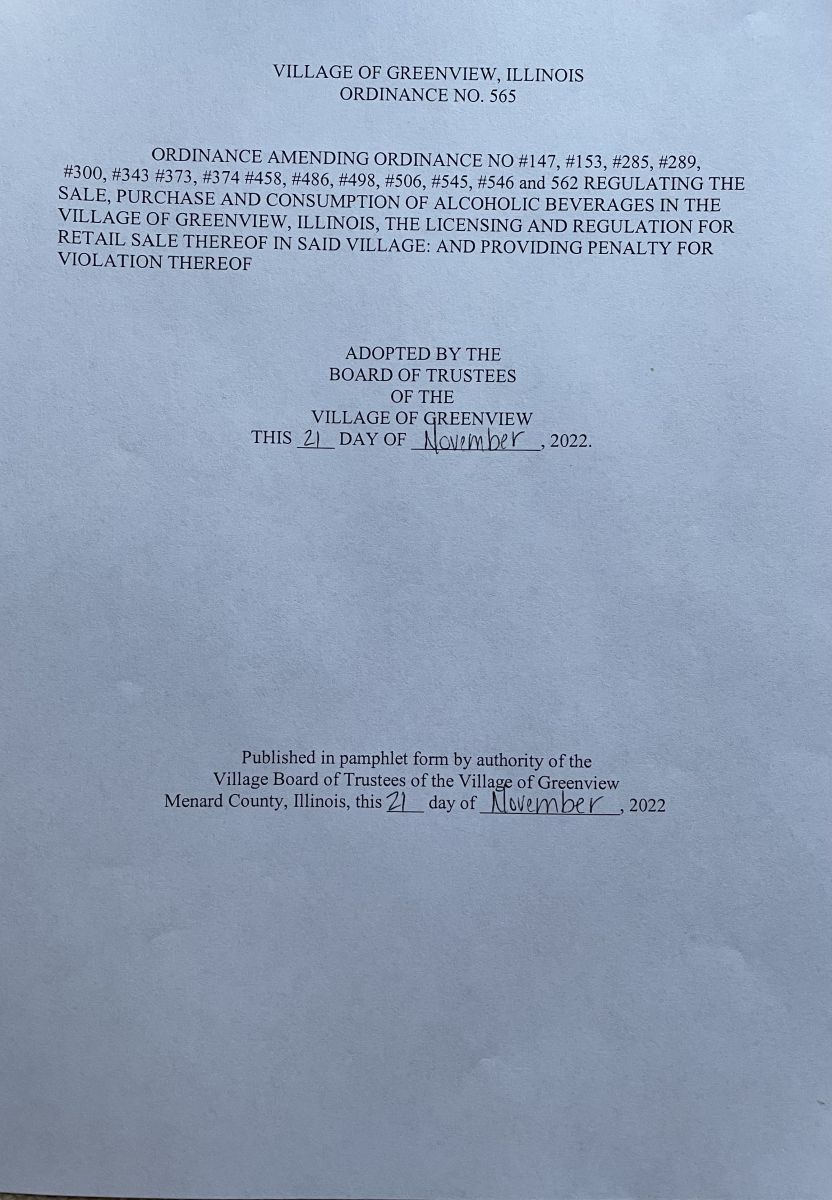 VILLAGE OF GREENVIEW, ILLINOIS
ORDINANCE NO. 565
ORDINANCE AMENDING ORDINANCE NO #147, #153, #285, #289,
#300, #343 #373, #374 #458, #486, #498, #506, #545, #546 and 562 REGULATING THE
SALE, PURCHASE AND CONSUMPTION OF ALCOHOLIC BEVERAGES IN THE
VILLAGE OF GREENVIEW, ILLINOIS, THE LICENSING AND REGULATION FOR
RETAIL SALE THEREOF IN SAID VILLAGE: AND PROVIDING PENALTY FOR
VIOLATION THEREOF
ADOPTED BY THE
BOARD OF TRUSTEES
OF THE
VILLAGE OF GREENVIEW
THIS 21 DAY OF November, 2022.
Published in pamphlet form by authority of the
Village Board of Trustees of the Village of Greenview
Menard County, Illinois, this 21 day of November, 2022